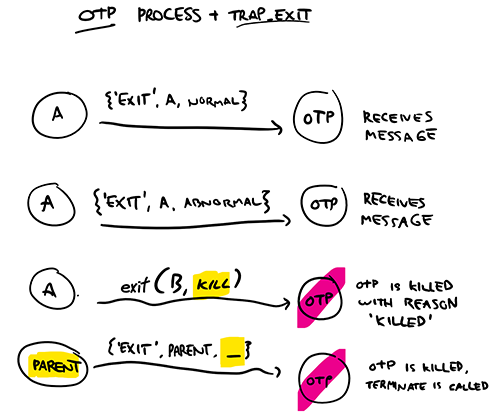 OTP PROCESS + TRAP_EXIT
A {'EXIT', A, NORMAL} OTP RECEIVES
MESSAGE
A {'EXIT', A, ABNORMAL} OTP RECEIVES
MESSAGE
A. exit(B, KILL) OTP OTP IS KILLED
WITH REASON
'KILLED'
PARENT {'EXIT', PARENT, _} OTP OTP IS KILLED,
TERMINATE IS CALLED